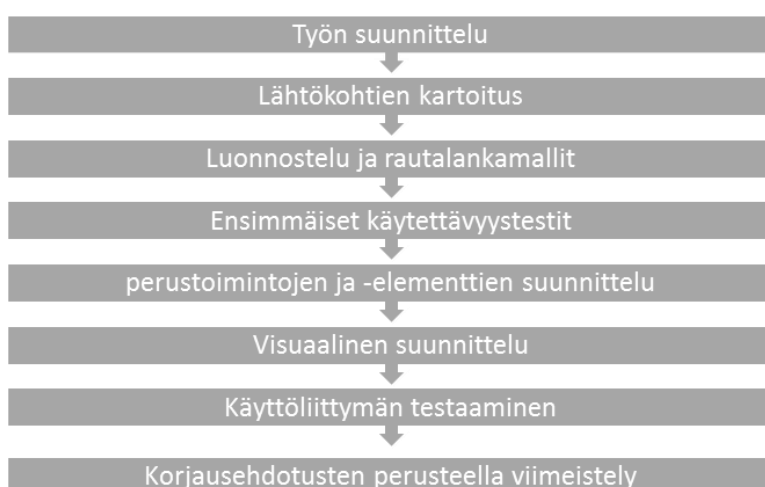 Työn suunnittelu
Lähtökohtien kartoitus
Luonnostelu ja rautalankamallit
Ensimmäiset käytettävyystestit
perustoimintojen ja -elementtien suunnittelu
Visuaalinen suunnittelu
Käyttöliittymän testaaminen
Korjausehdotusten perusteella viimeistely